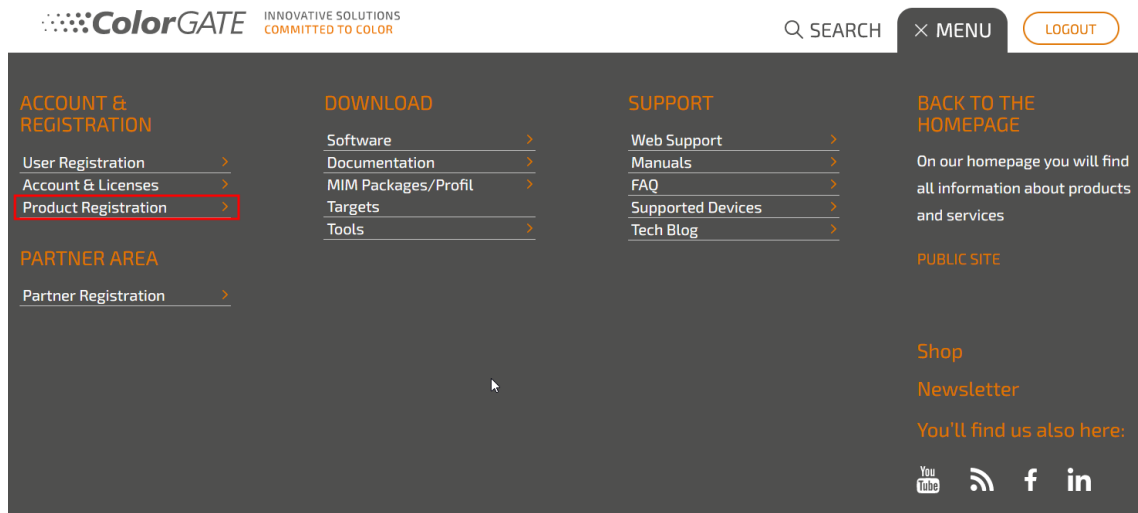 ColorGATE
INNOVATIVE SOLUTIONS
COMMITTED TO COLOR
SEARCH
MENU
LOGOUT
ACCOUNT &
REGISTRATION
User Registration
Account & Licenses
Product Registration
PARTNER AREA
Partner Registration
DOWNLOAD
Software
Documentation
MIM Packages/Profil
Targets
Tools
SUPPORT
Web Support
Manuals
FAQ
Supported Devices
Tech Blog
BACK TO THE
HOMEPAGE
On our homepage you will find
all information about products
and services
PUBLIC SITE
Shop
Newsletter
You'll find us also here:
You
Tube
f
in